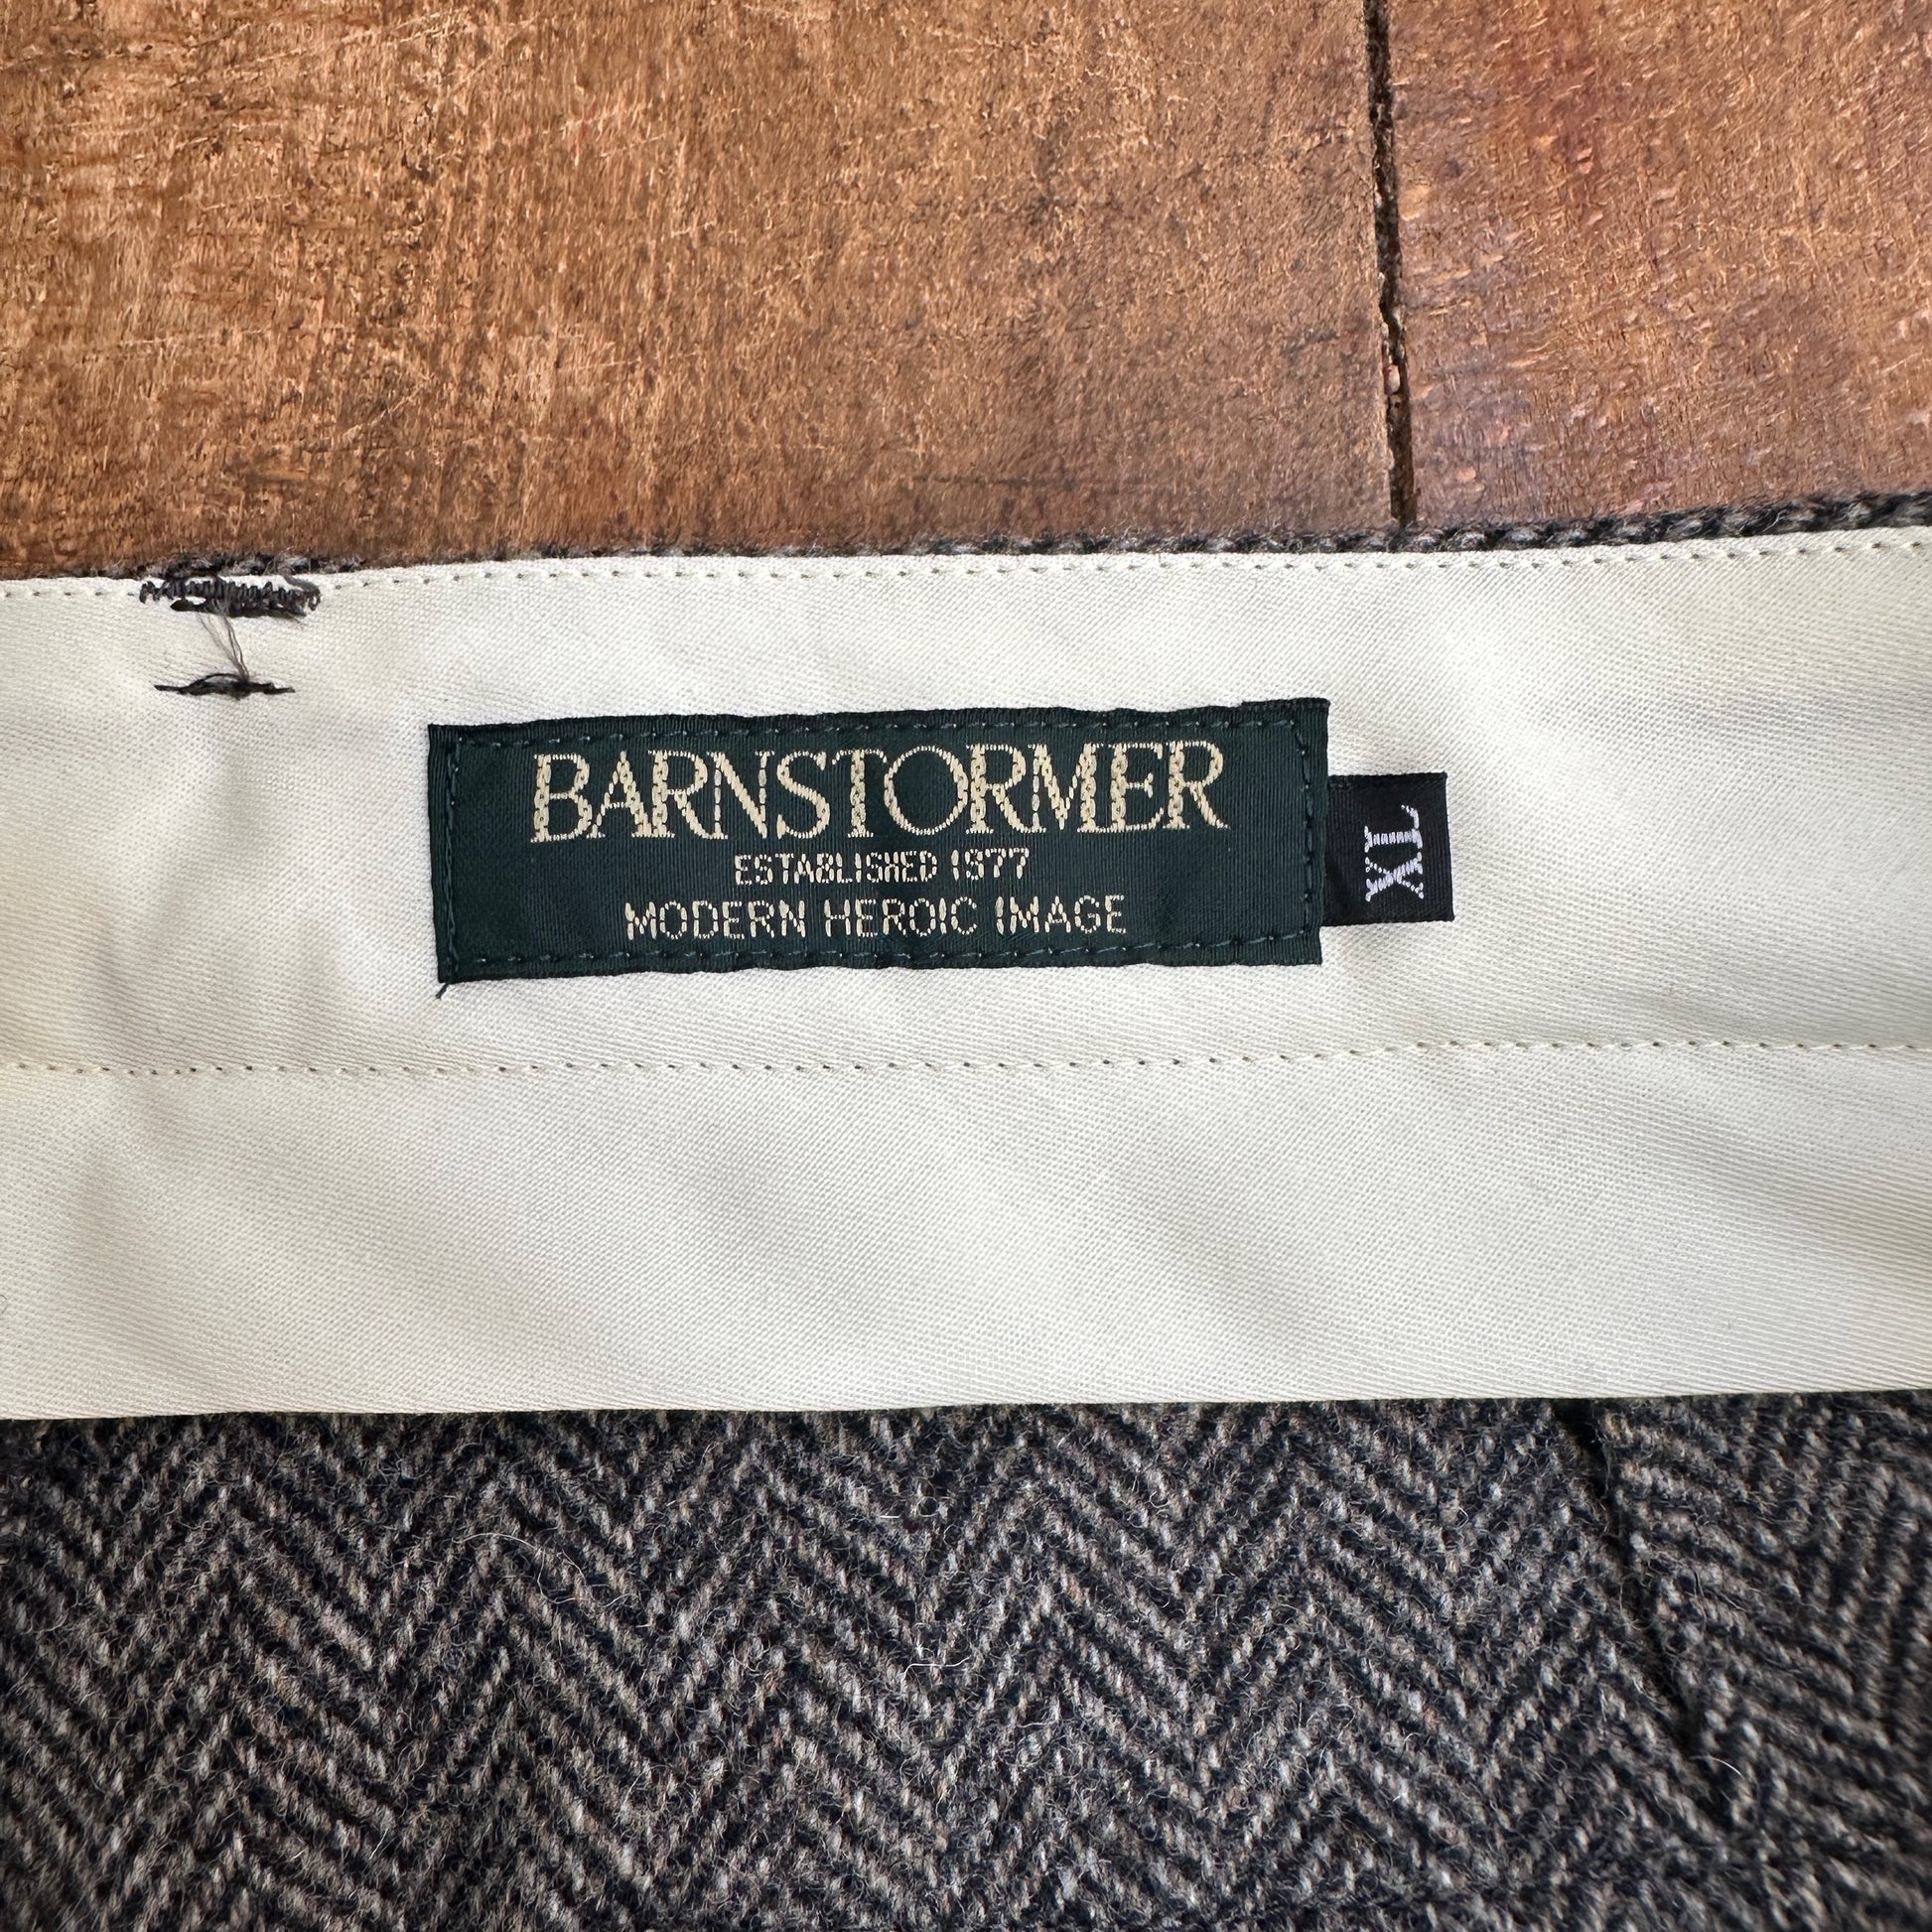 BARNSTORMER
ESTABLISHED 1977
MODERN HEROIC IMAGE
XL